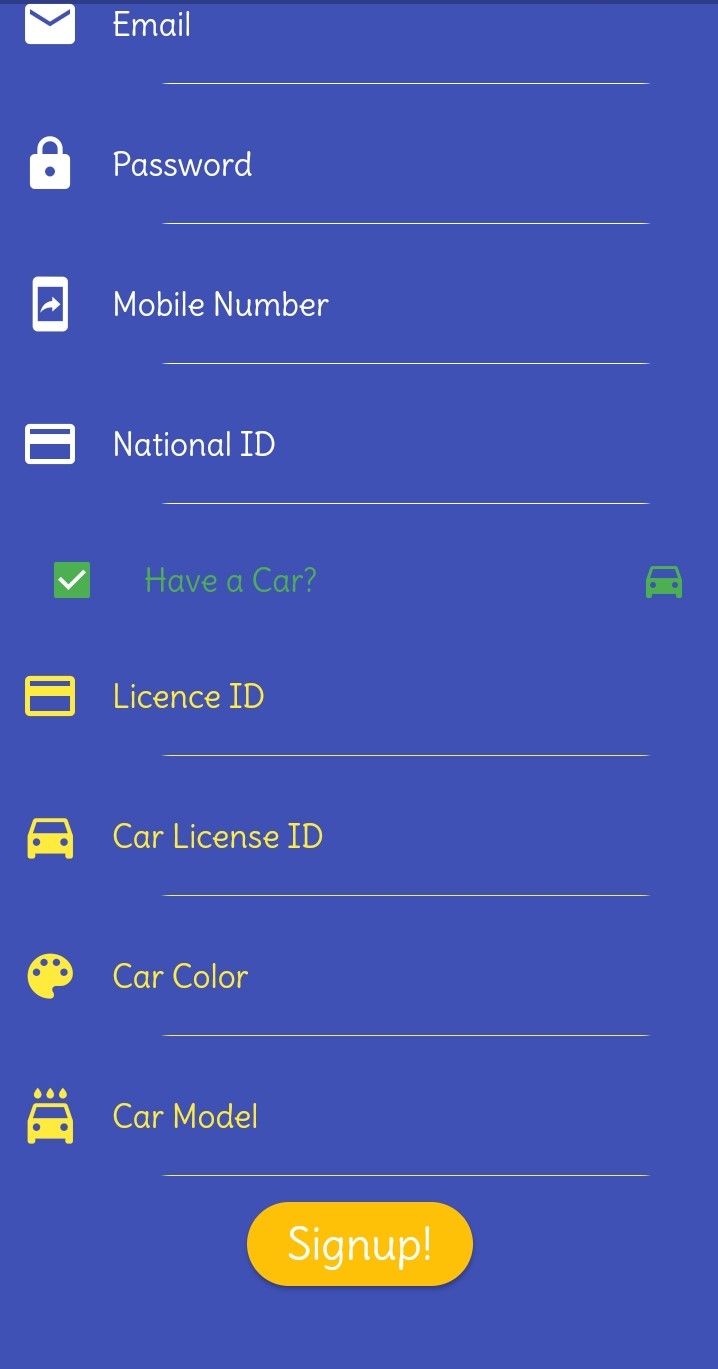 Email
Password
Mobile Number
National ID
Have a Car?
Licence ID
Car License ID
Car Color
Car Model
Signup!